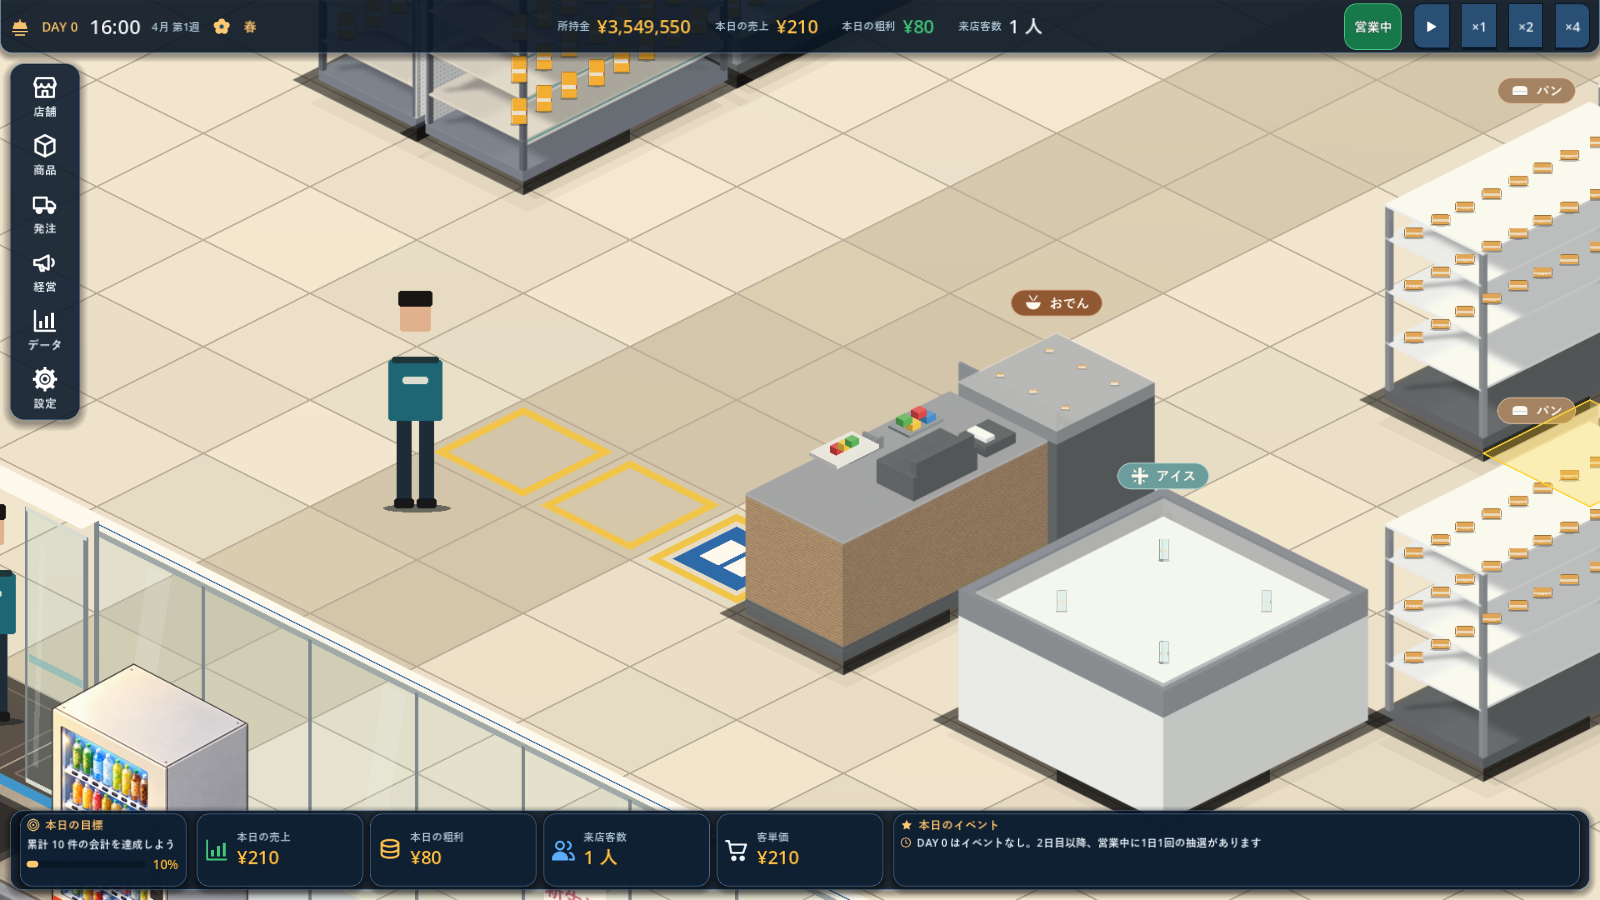 DAY 0 16:00 4月 第1週 春
所持金 ¥3,549,550 本日の売上 ¥210 本日の粗利 ¥80 来店客数 1 人
営業中 ×1 ×2 ×4
店舗
商品
発注
経営
データ
設定
パン
おでん
パン
アイス
本日の目標
累計 10 件の会計を達成しよう
10%
本日の売上
¥210
本日の粗利
¥80
来店客数
1 人
客単価
¥210
本日のイベント
DAY 0 はイベントなし。2日目以降、営業中に1日1回の抽選があります